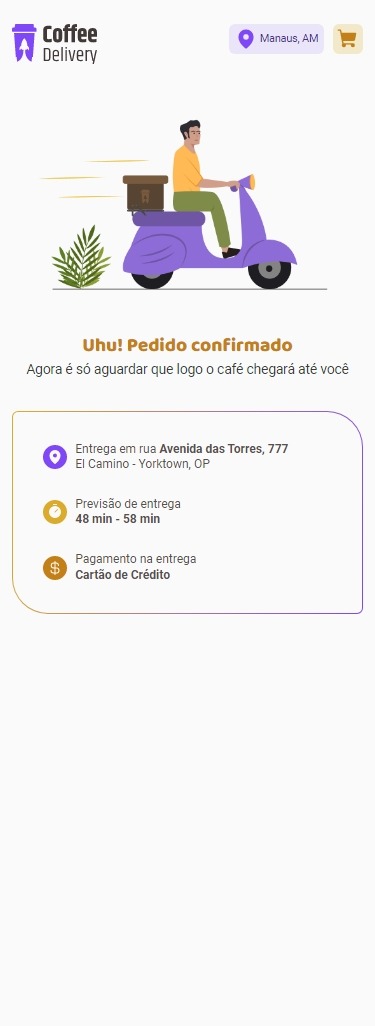 Coffee
Delivery
Manaus, AM
Uhu! Pedido confirmado
Agora é só aguardar que logo o café chegará até você
Entrega em rua Avenida das Torres, 777
El Camino - Yorktown, OP
Previsão de entrega
48 min - 58 min
Pagamento na entrega
Cartão de Crédito